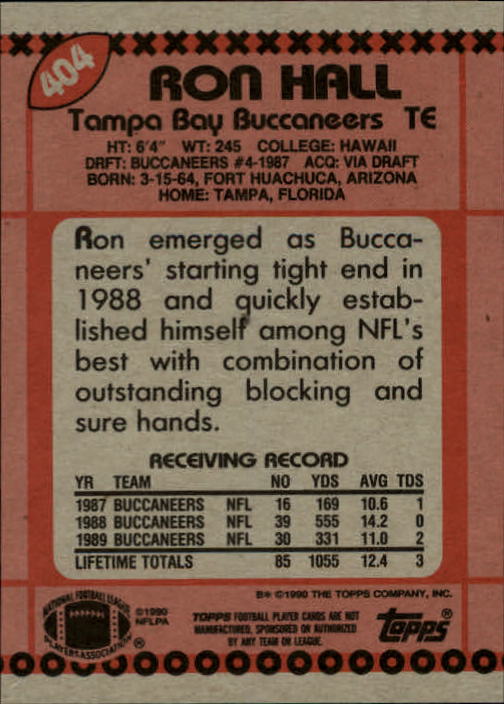 404
RON HALL
Tampa Bay Buccaneers TE
HT: 6'4" WT: 245 COLLEGE: HAWAII
DRFT: BUCCANEERS #4-1987 ACQ: VIA DRAFT
BORN: 3-15-64, FORT HUACHUCA, ARIZONA
HOME: TAMPA, FLORIDA
Ron emerged as Bucca-
neers' starting tight end in
1988 and quickly estab-
lished himself among NFL's
best with combination of
outstanding blocking and
sure hands.
RECEIVING RECORD
YR TEAM NO YDS AVG TDS
1987 BUCCANEERS NFL 16 169 10.6 1
1988 BUCCANEERS NFL 39 555 14.2 0
1989 BUCCANEERS NFL 30 331 11.0 2
LIFETIME TOTALS 85 1055 12.4 3
B* ©1990 THE TOPPS COMPANY, INC.
NATIONAL FOOTBALL LEAGUE
PLAYERS ASSOCIATION ®
©1990
NFLPA
TOPPS FOOTBALL PLAYER CARDS ARE NOT
MANUFACTURED, SPONSORED OR AUTHORIZED
BY ANY TEAM OR LEAGUE.
topps ®